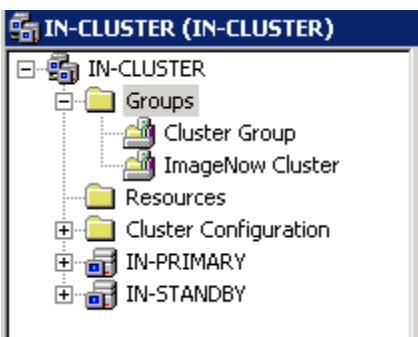 IN-CLUSTER (IN-CLUSTER)
IN-CLUSTER
Groups
Cluster Group
ImageNow Cluster
Resources
Cluster Configuration
IN-PRIMARY
IN-STANDBY